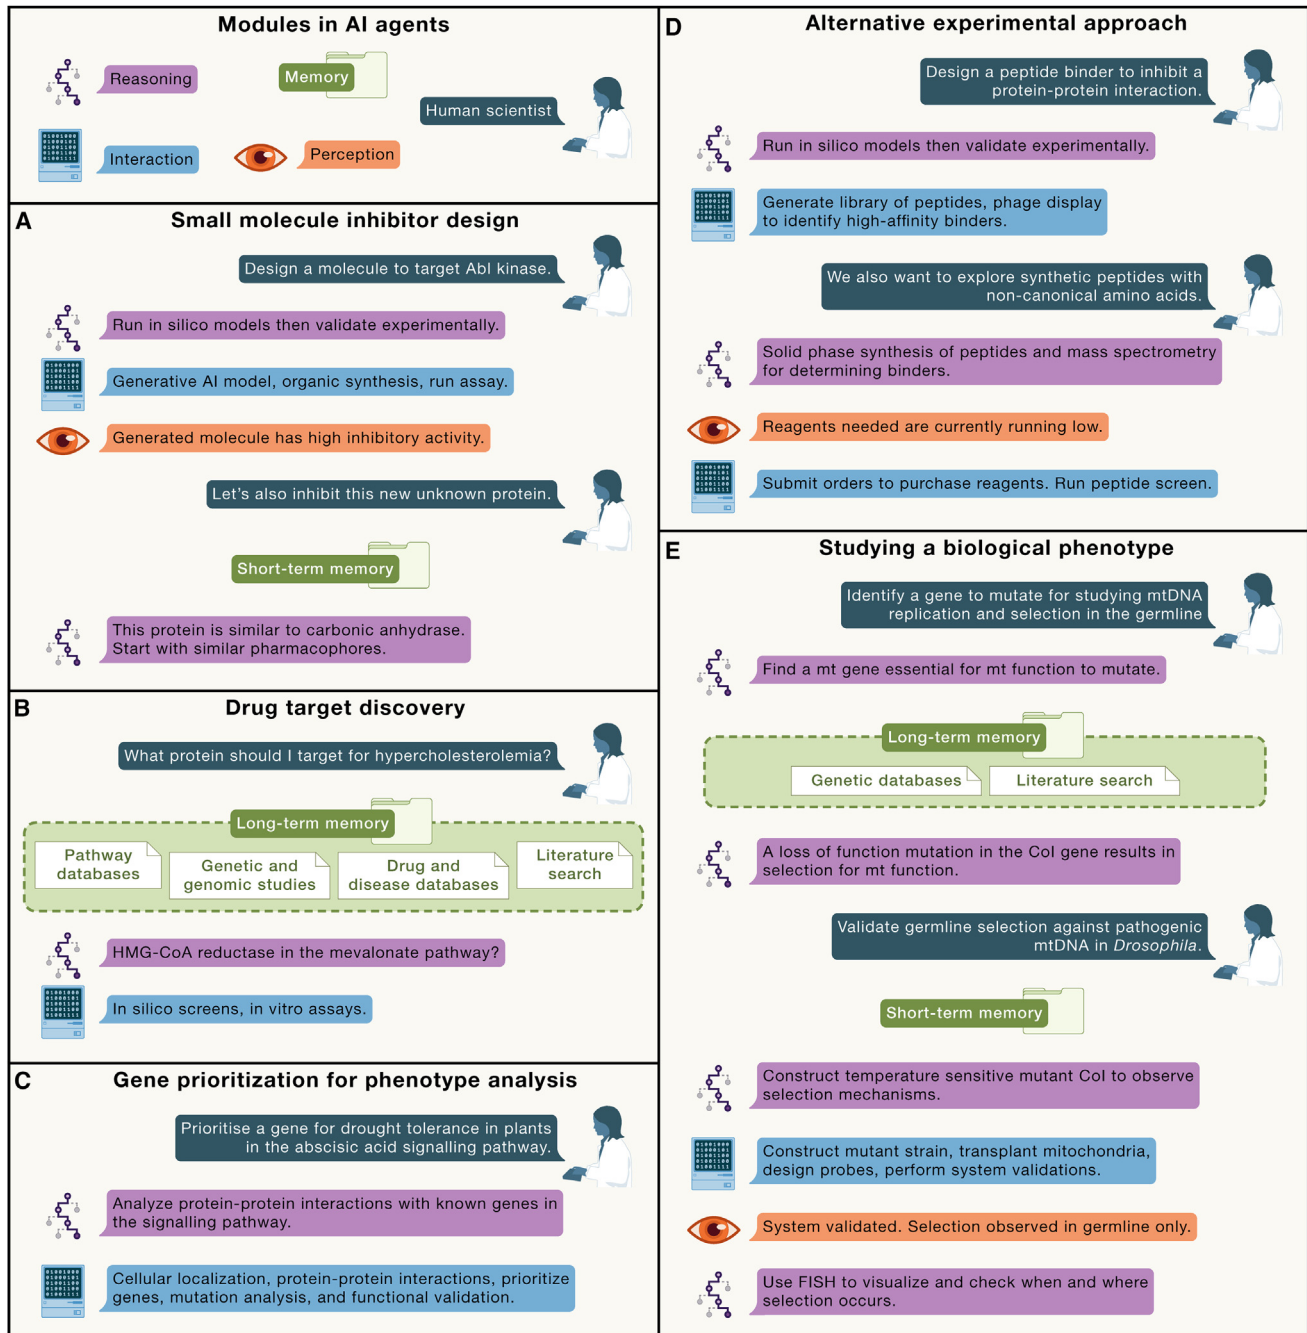 Modules in AI agents
Reasoning
Memory
Human scientist
Interaction
Perception
A
Small molecule inhibitor design
Design a molecule to target Abl kinase.
Run in silico models then validate experimentally.
Generative AI model, organic synthesis, run assay.
Generated molecule has high inhibitory activity.
Let's also inhibit this new unknown protein.
Short-term memory
This protein is similar to carbonic anhydrase.
Start with similar pharmacophores.
B
Drug target discovery
What protein should I target for hypercholesterolemia?
Long-term memory
Pathway
databases
Genetic and
genomic studies
Drug and
disease databases
Literature
search
HMG-CoA reductase in the mevalonate pathway?
In silico screens, in vitro assays.
C
Gene prioritization for phenotype analysis
Prioritise a gene for drought tolerance in plants
in the abscisic acid signalling pathway.
Analyze protein-protein interactions with known genes in
the signalling pathway.
Cellular localization, protein-protein interactions, prioritize
genes, mutation analysis, and functional validation.
D
Alternative experimental approach
Design a peptide binder to inhibit a
protein-protein interaction.
Run in silico models then validate experimentally.
Generate library of peptides, phage display
to identify high-affinity binders.
We also want to explore synthetic peptides with
non-canonical amino acids.
Solid phase synthesis of peptides and mass spectrometry
for determining binders.
Reagents needed are currently running low.
Submit orders to purchase reagents. Run peptide screen.
E
Studying a biological phenotype
Identify a gene to mutate for studying mtDNA
replication and selection in the germline
Find a mt gene essential for mt function to mutate.
Long-term memory
Genetic databases
Literature search
A loss of function mutation in the CoI gene results in
selection for mt function.
Validate germline selection against pathogenic
mtDNA in Drosophila.
Short-term memory
Construct temperature sensitive mutant CoI to observe
selection mechanisms.
Construct mutant strain, transplant mitochondria,
design probes, perform system validations.
System validated. Selection observed in germline only.
Use FISH to visualize and check when and where
selection occurs.